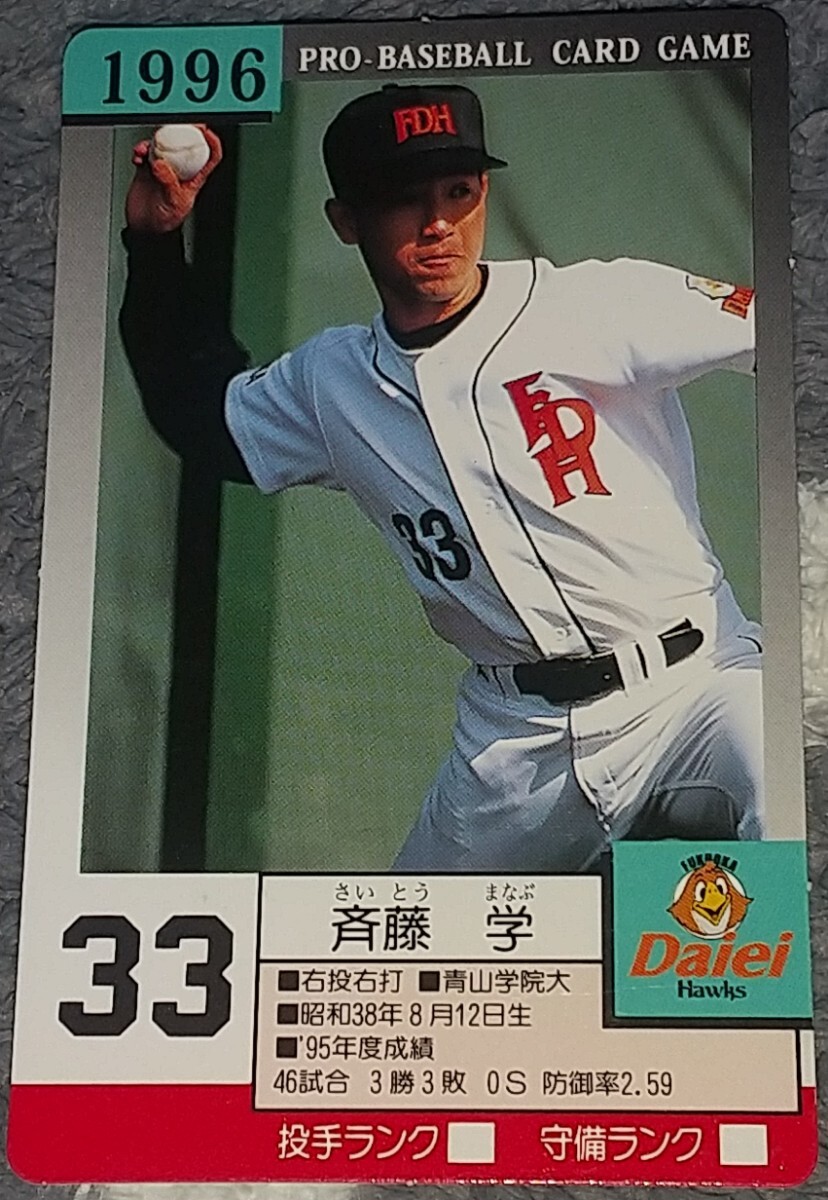 1996
PRO-BASEBALL CARD GAME
FDH
FDH
33
33
さいとう まなぶ
斉藤 学
FUKUOKA
Daiei
Hawks
■右投右打 ■青山学院大
■昭和38年8月12日生
■'95年度成績
46試合 3勝3敗 0S 防御率2.59
投手ランク 守備ランク